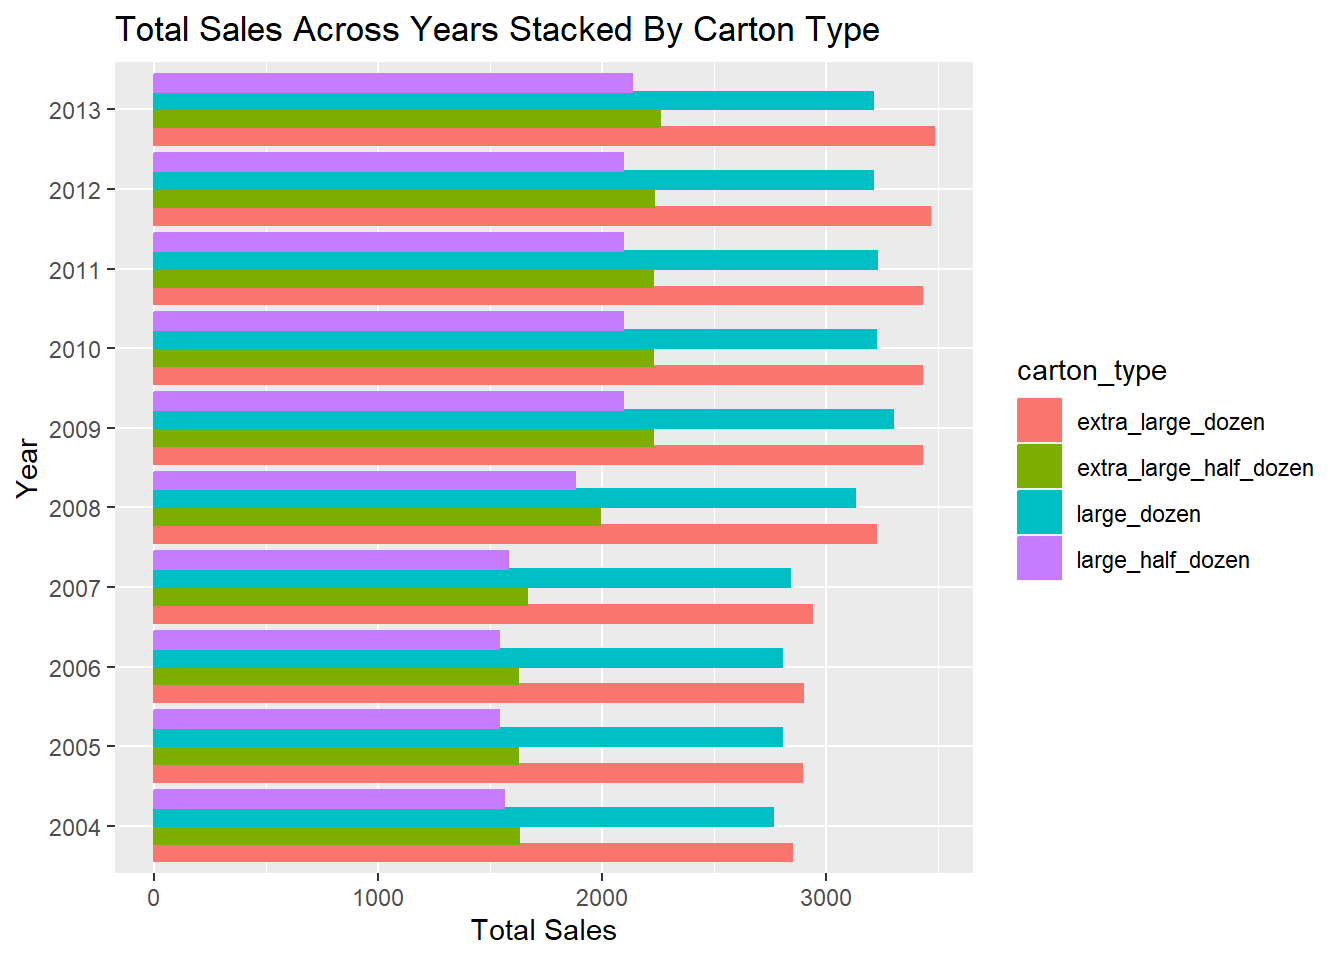 Total Sales Across Years Stacked By Carton Type
2013
2012
2011
2010
2009
2008
2007
2006
2005
2004
Year
0 1000 2000 3000
Total Sales
carton_type
extra_large_dozen
extra_large_half_dozen
large_dozen
large_half_dozen